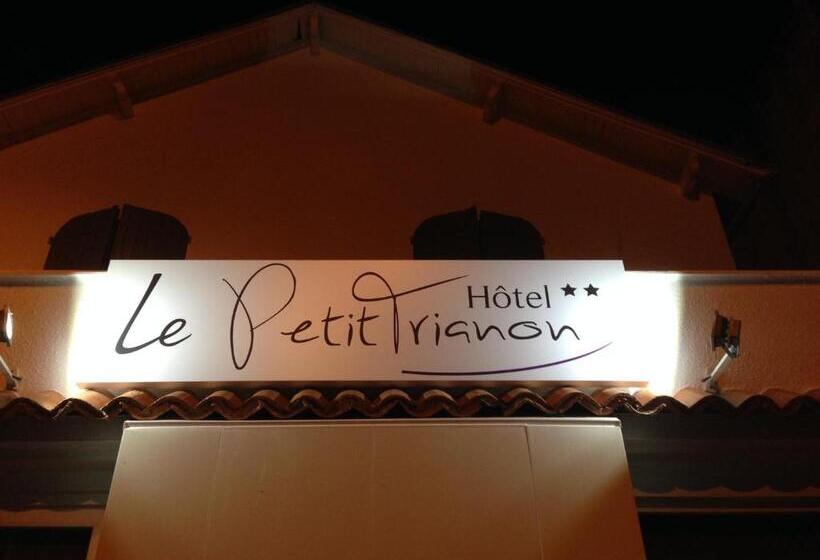 Hôtel ★★
Le Petit Trianon